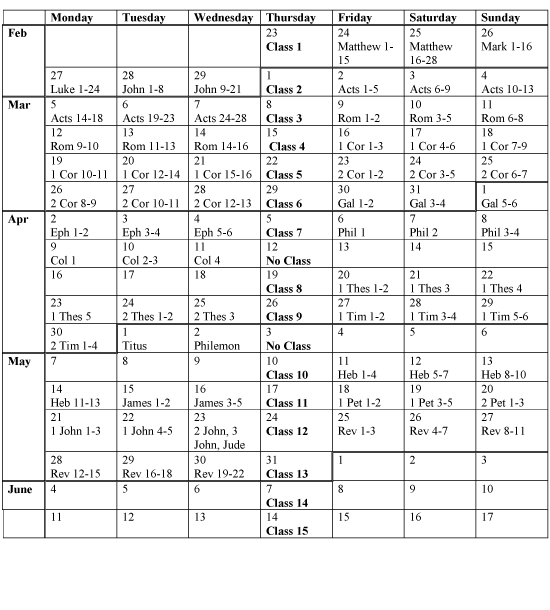 Monday Tuesday Wednesday Thursday Friday Saturday Sunday
Feb 23 24 25 26
Class 1 Matthew 1- Matthew Mark 1-16
15 16-28
27 28 29 1 2 3 4
Luke 1-24 John 1-8 John 9-21 Class 2 Acts 1-5 Acts 6-9 Acts 10-13
Mar 5 6 7 8 9 10 11
Acts 14-18 Acts 19-23 Acts 24-28 Class 3 Rom 1-2 Rom 3-5 Rom 6-8
12 13 14 15 16 17 18
Rom 9-10 Rom 11-13 Rom 14-16 Class 4 1 Cor 1-3 1 Cor 4-6 1 Cor 7-9
19 20 21 22 23 24 25
1 Cor 10-11 1 Cor 12-14 1 Cor 15-16 Class 5 2 Cor 1-2 2 Cor 3-5 2 Cor 6-7
26 27 28 29 30 31 1
2 Cor 8-9 2 Cor 10-11 2 Cor 12-13 Class 6 Gal 1-2 Gal 3-4 Gal 5-6
Apr 2 3 4 5 6 7 8
Eph 1-2 Eph 3-4 Eph 5-6 Class 7 Phil 1 Phil 2 Phil 3-4
9 10 11 12 13 14 15
Col 1 Col 2-3 Col 4 No Class
16 17 18 19 20 21 22
Class 8 1 Thes 1-2 1 Thes 3 1 Thes 4
23 24 25 26 27 28 29
1 Thes 5 2 Thes 1-2 2 Thes 3 Class 9 1 Tim 1-2 1 Tim 3-4 1 Tim 5-6
30 1 2 3 4 5 6
2 Tim 1-4 Titus Philemon No Class
May 7 8 9 10 11 12 13
Class 10 Heb 1-4 Heb 5-7 Heb 8-10
14 15 16 17 18 19 20
Heb 11-13 James 1-2 James 3-5 Class 11 1 Pet 1-2 1 Pet 3-5 2 Pet 1-3
21 22 23 24 25 26 27
1 John 1-3 1 John 4-5 2 John, 3 Class 12 Rev 1-3 Rev 4-7 Rev 8-11
John, Jude
28 29 30 31 1 2 3
Rev 12-15 Rev 16-18 Rev 19-22 Class 13
June 4 5 6 7 8 9 10
Class 14
11 12 13 14 15 16 17
Class 15